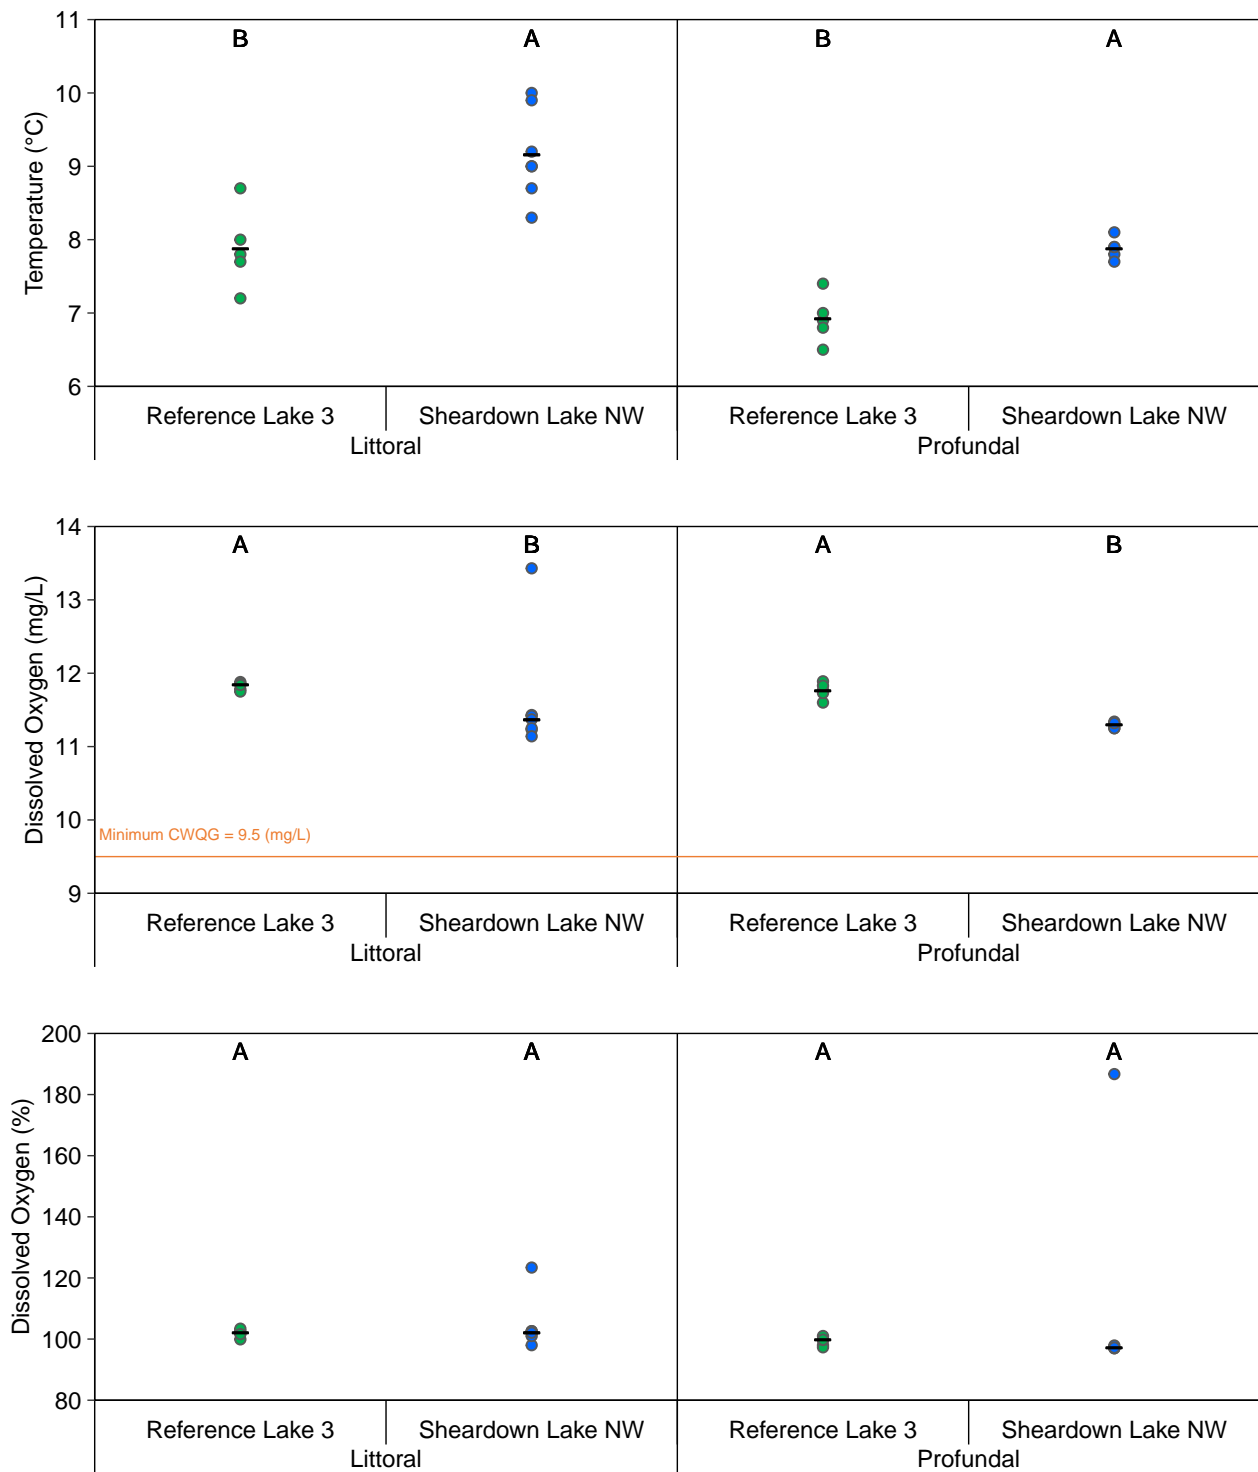 Temperature (°C)
11
10
9
8
7
6
B A B A
Reference Lake 3 Sheardown Lake NW Reference Lake 3 Sheardown Lake NW
Littoral Profundal
Dissolved Oxygen (mg/L)
14
13
12
11
10
9
A B A B
Minimum CWQG = 9.5 (mg/L)
Reference Lake 3 Sheardown Lake NW Reference Lake 3 Sheardown Lake NW
Littoral Profundal
Dissolved Oxygen (%)
200
180
160
140
120
100
80
A A A A
Reference Lake 3 Sheardown Lake NW Reference Lake 3 Sheardown Lake NW
Littoral Profundal